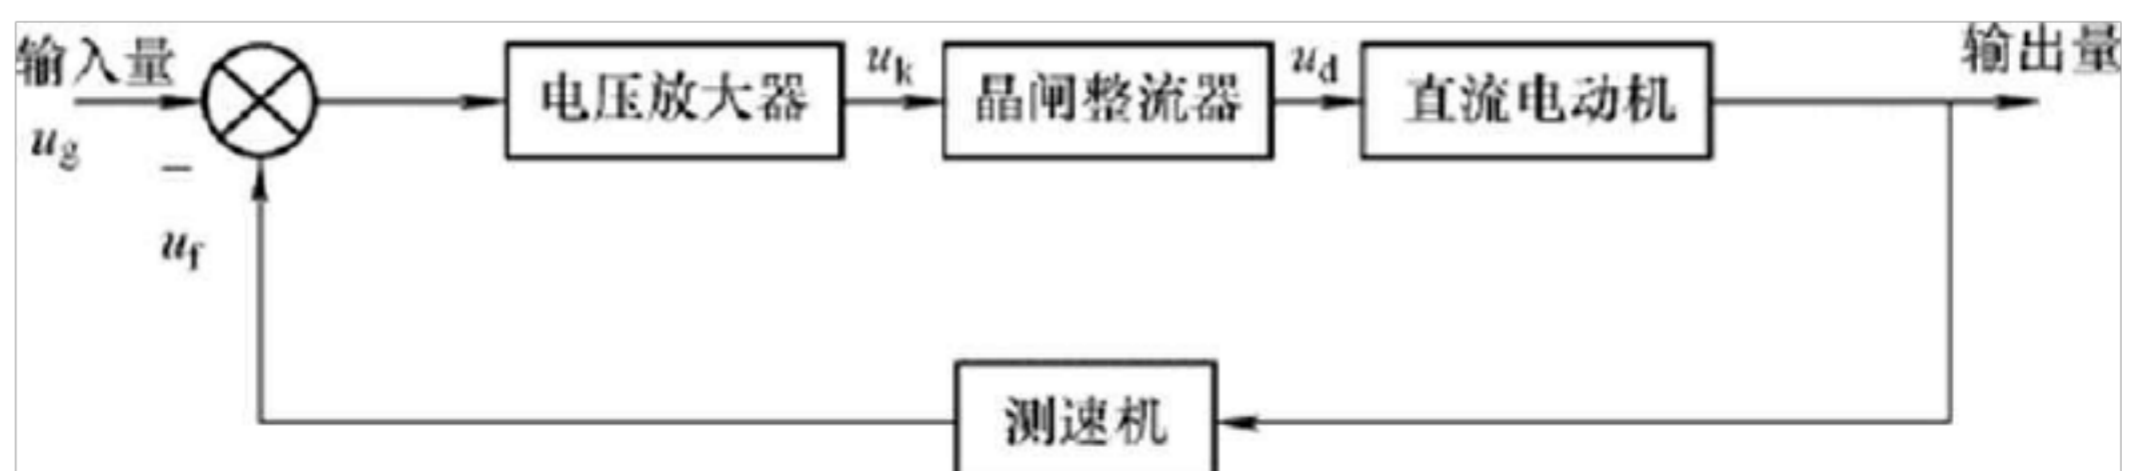 输入量
u_g
−
u_f
电压放大器
u_k
晶闸整流器
u_d
直流电动机
输出量
测速机